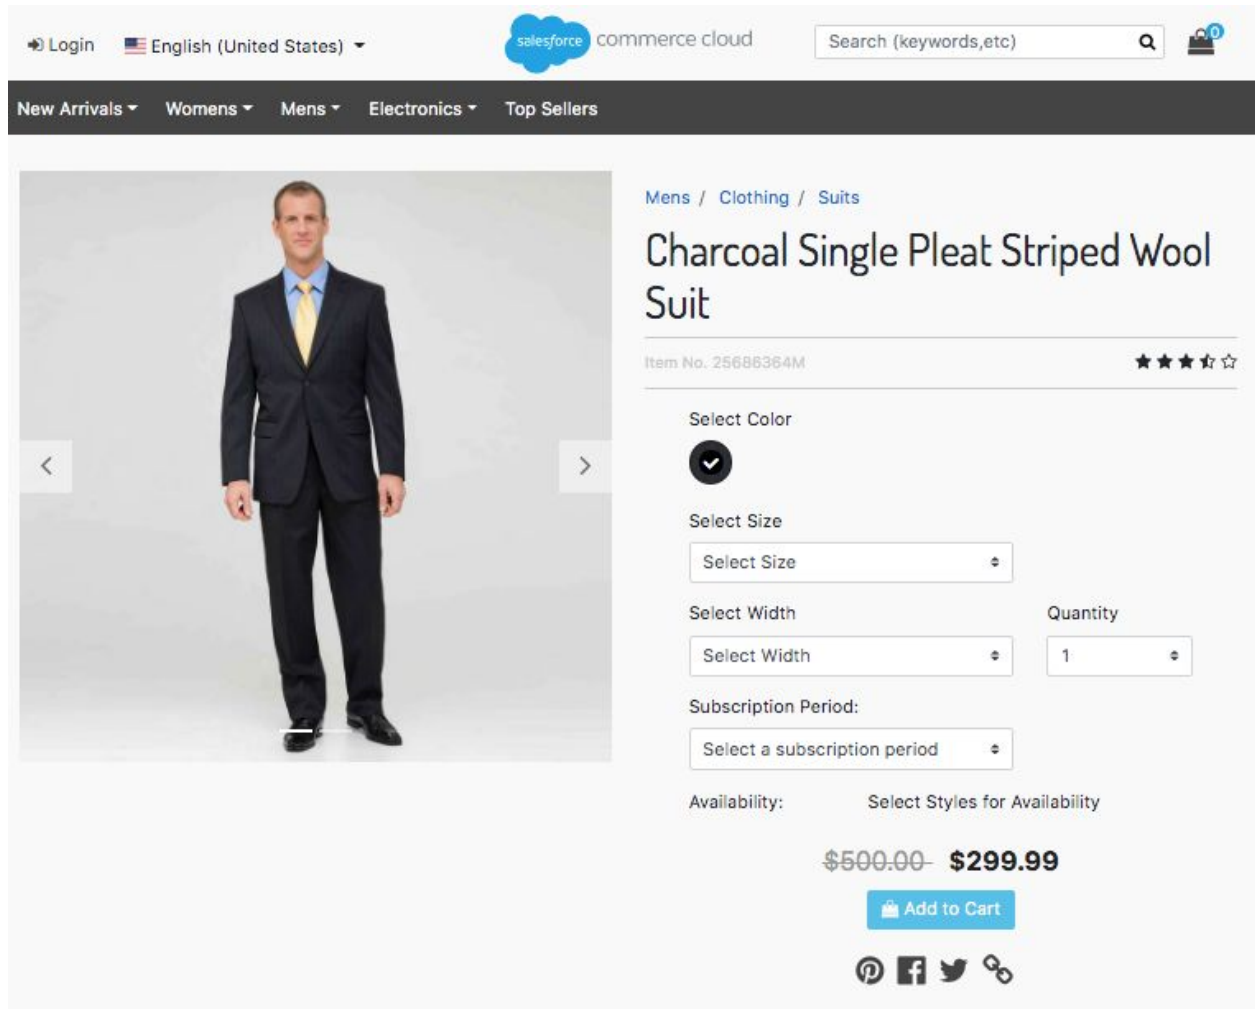 Login
English (United States)
salesforce commerce cloud
Search (keywords,etc)
0
New Arrivals
Womens
Mens
Electronics
Top Sellers
Mens / Clothing / Suits
Charcoal Single Pleat Striped Wool
Suit
Item No. 25686364M
Select Color
Select Size
Select Size
Select Width
Quantity
Select Width
1
Subscription Period:
Select a subscription period
Availability:
Select Styles for Availability
$500.00 $299.99
Add to Cart